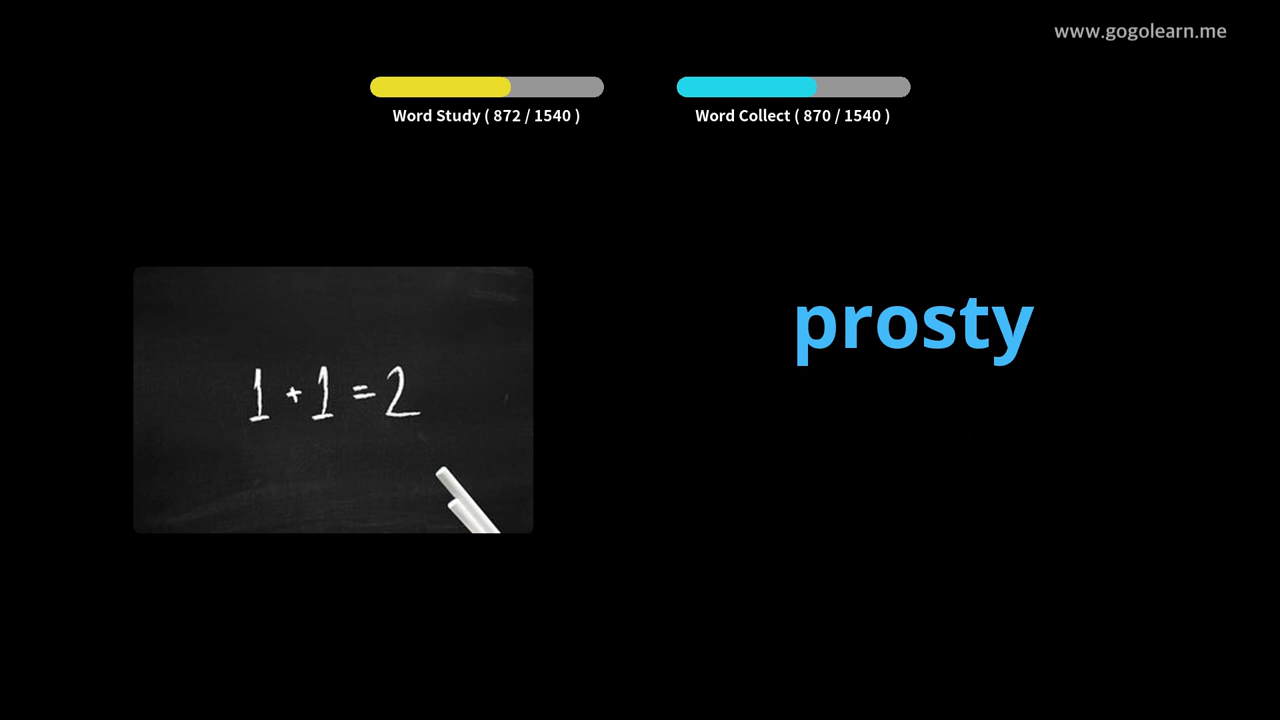 www.gogolearn.me
Word Study ( 872 / 1540 )
Word Collect ( 870 / 1540 )
1 + 1 = 2
prosty